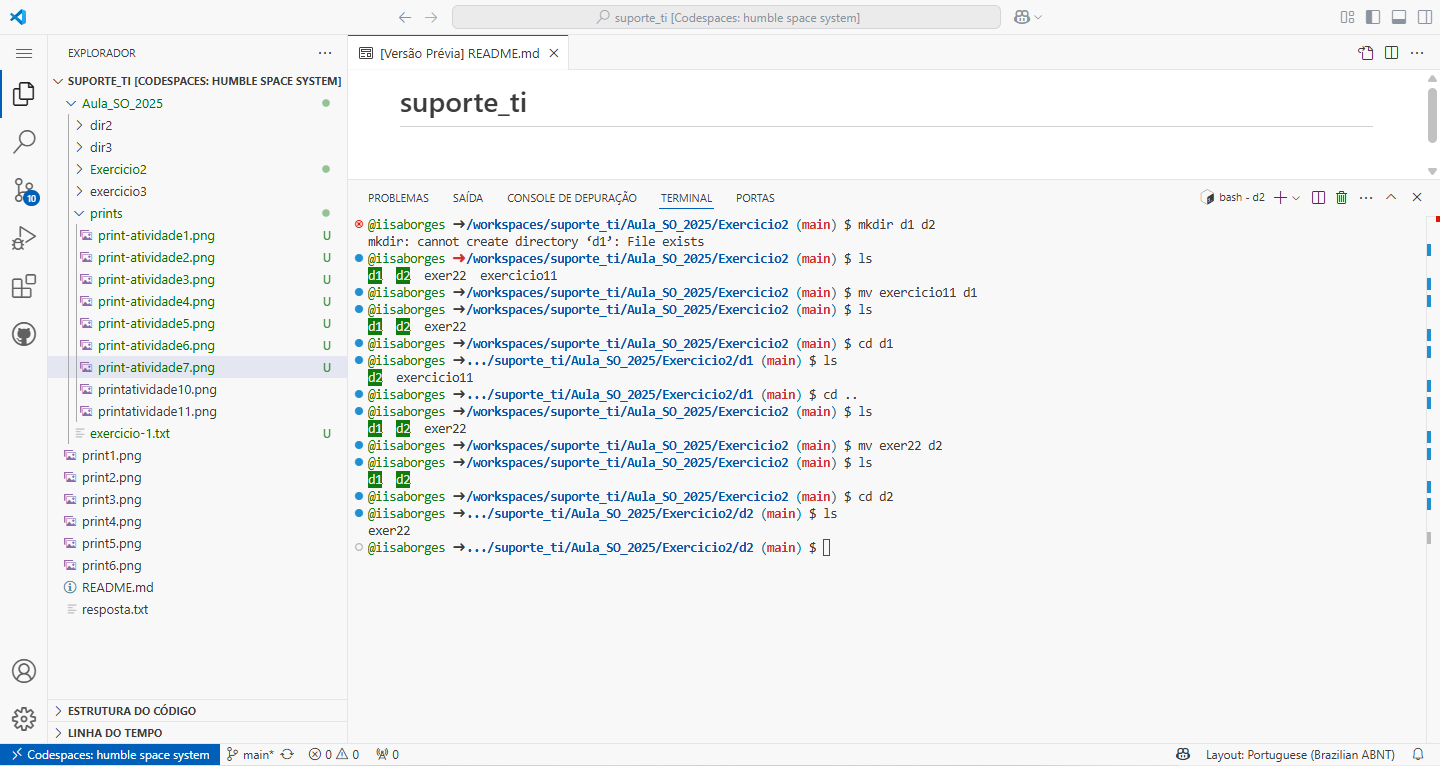 suporte_ti [Codespaces: humble space system]
EXPLORADOR
SUPORTE_TI [CODESPACES: HUMBLE SPACE SYSTEM]
Aula_SO_2025
dir2
dir3
Exercicio2
exercicio3
prints
print-atividade1.png U
print-atividade2.png U
print-atividade3.png U
print-atividade4.png U
print-atividade5.png U
print-atividade6.png U
print-atividade7.png U
printatividade10.png
printatividade11.png
exercicio-1.txt U
print1.png
print2.png
print3.png
print4.png
print5.png
print6.png
README.md
resposta.txt
ESTRUTURA DO CÓDIGO
LINHA DO TEMPO
10
[Versão Prévia] README.md
suporte_ti
PROBLEMAS SAÍDA CONSOLE DE DEPURAÇÃO TERMINAL PORTAS
bash - d2
@iisaborges ➜/workspaces/suporte_ti/Aula_SO_2025/Exercicio2 (main) $ mkdir d1 d2
mkdir: cannot create directory ‘d1’: File exists
@iisaborges ➜/workspaces/suporte_ti/Aula_SO_2025/Exercicio2 (main) $ ls
d1 d2 exer22 exercicio11
@iisaborges ➜/workspaces/suporte_ti/Aula_SO_2025/Exercicio2 (main) $ mv exercicio11 d1
@iisaborges ➜/workspaces/suporte_ti/Aula_SO_2025/Exercicio2 (main) $ ls
d1 d2 exer22
@iisaborges ➜/workspaces/suporte_ti/Aula_SO_2025/Exercicio2 (main) $ cd d1
@iisaborges ➜.../suporte_ti/Aula_SO_2025/Exercicio2/d1 (main) $ ls
d2 exercicio11
@iisaborges ➜.../suporte_ti/Aula_SO_2025/Exercicio2/d1 (main) $ cd ..
@iisaborges ➜/workspaces/suporte_ti/Aula_SO_2025/Exercicio2 (main) $ ls
d1 d2 exer22
@iisaborges ➜/workspaces/suporte_ti/Aula_SO_2025/Exercicio2 (main) $ mv exer22 d2
@iisaborges ➜/workspaces/suporte_ti/Aula_SO_2025/Exercicio2 (main) $ ls
d1 d2
@iisaborges ➜/workspaces/suporte_ti/Aula_SO_2025/Exercicio2 (main) $ cd d2
@iisaborges ➜.../suporte_ti/Aula_SO_2025/Exercicio2/d2 (main) $ ls
exer22
@iisaborges ➜.../suporte_ti/Aula_SO_2025/Exercicio2/d2 (main) $
Codespaces: humble space system main* 0 0 0 Layout: Portuguese (Brazilian ABNT)